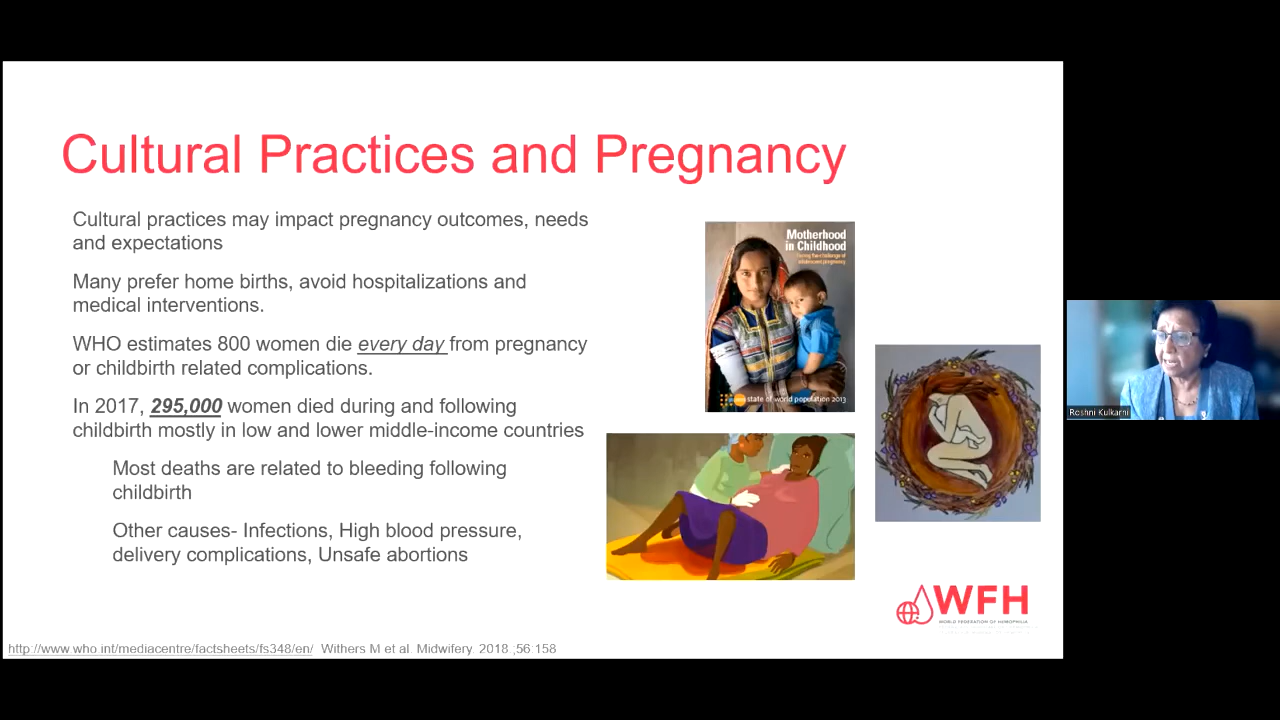 Cultural Practices and Pregnancy
Cultural practices may impact pregnancy outcomes, needs
and expectations
Many prefer home births, avoid hospitalizations and
medical interventions.
WHO estimates 800 women die every day from pregnancy
or childbirth related complications.
In 2017, 295,000 women died during and following
childbirth mostly in low and lower middle-income countries
Most deaths are related to bleeding following
childbirth
Other causes- Infections, High blood pressure,
delivery complications, Unsafe abortions
Motherhood
in Childhood
state of world population 2013
WFH
WORLD FEDERATION OF HEMOPHILIA
Roshni Kulkarni
http://www.who.int/mediacentre/factsheets/fs348/en/ Withers M et al. Midwifery. 2018.,56:158